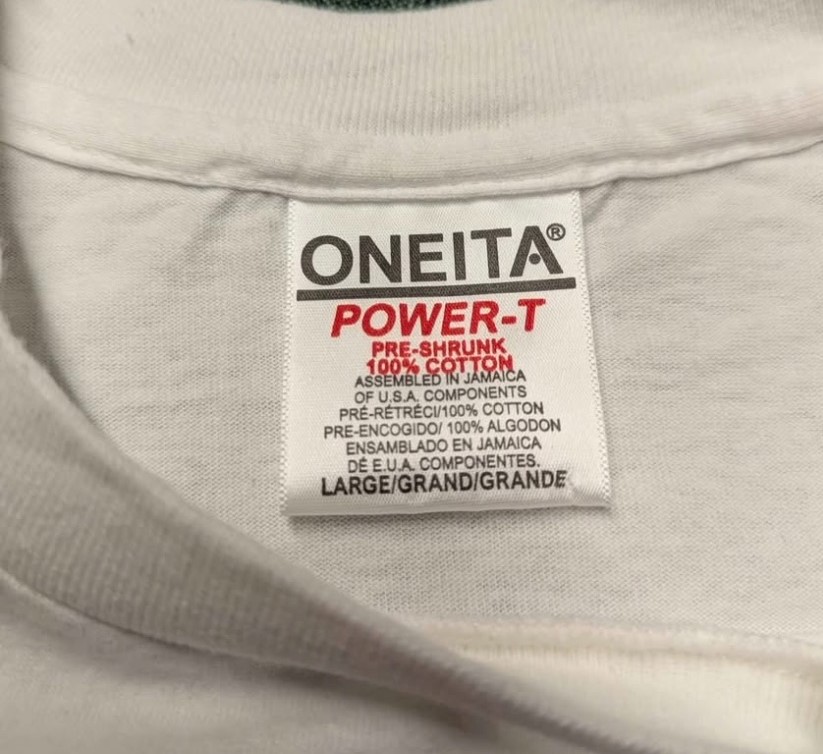 ONEITA®
POWER-T
PRE-SHRUNK
100% COTTON
ASSEMBLED IN JAMAICA
OF U.S.A. COMPONENTS
PRÉ-RÉTRÉCI/100% COTTON
PRE-ENCOGIDO/ 100% ALGODON
ENSAMBLADO EN JAMAICA
DÉ E.U.A. COMPONENTES.
LARGE/GRAND/GRANDE